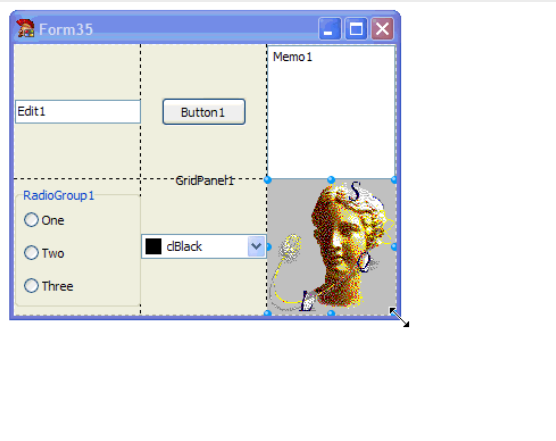 Form35
Memo1
Edit1
Button1
GridPanel1
RadioGroup1
One
Two
Three
clBlack
S
Q
L